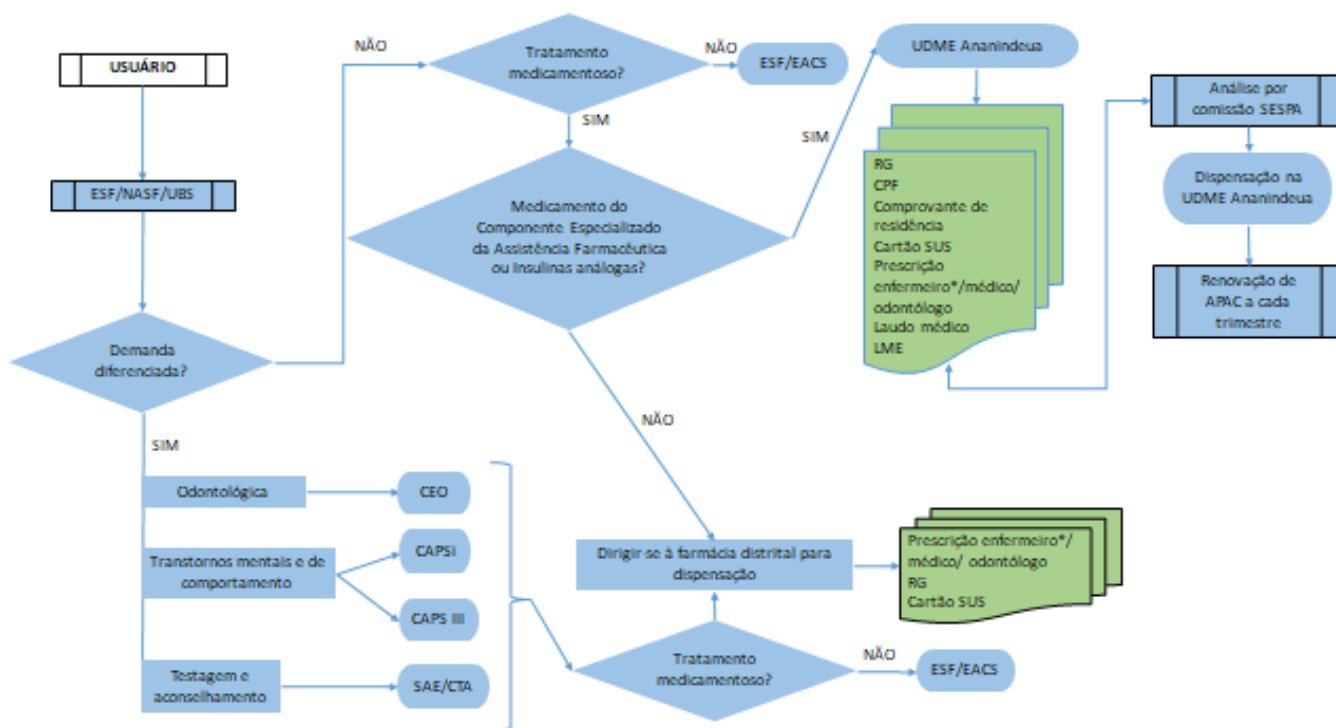 USUÁRIO
ESF/NASF/UBS
Demanda
diferenciada?
NÃO
SIM
Tratamento
medicamentoso?
NÃO
ESF/EACS
SIM
Medicamento do
Componente Especializado
da Assistência Farmacêutica
ou Insulinas análogas?
SIM
UDME Ananindeua
RG
CPF
Comprovante de
residência
Cartão SUS
Prescrição
enfermeiro*/médico/
odontólogo
Laudo médico
LME
Análise por
comissão SESPA
Dispensação na
UDME Ananindeua
Renovação de
APAC a cada
trimestre
NÃO
Odontológica
CEO
Transtornos mentais e de
comportamento
CAPSi
CAPS III
Testagem e
aconselhamento
SAE/CTA
Dirigir-se à farmácia distrital para
dispensação
Prescrição enfermeiro*/
médico/ odontólogo
RG
Cartão SUS
Tratamento
medicamentoso?
NÃO
ESF/EACS